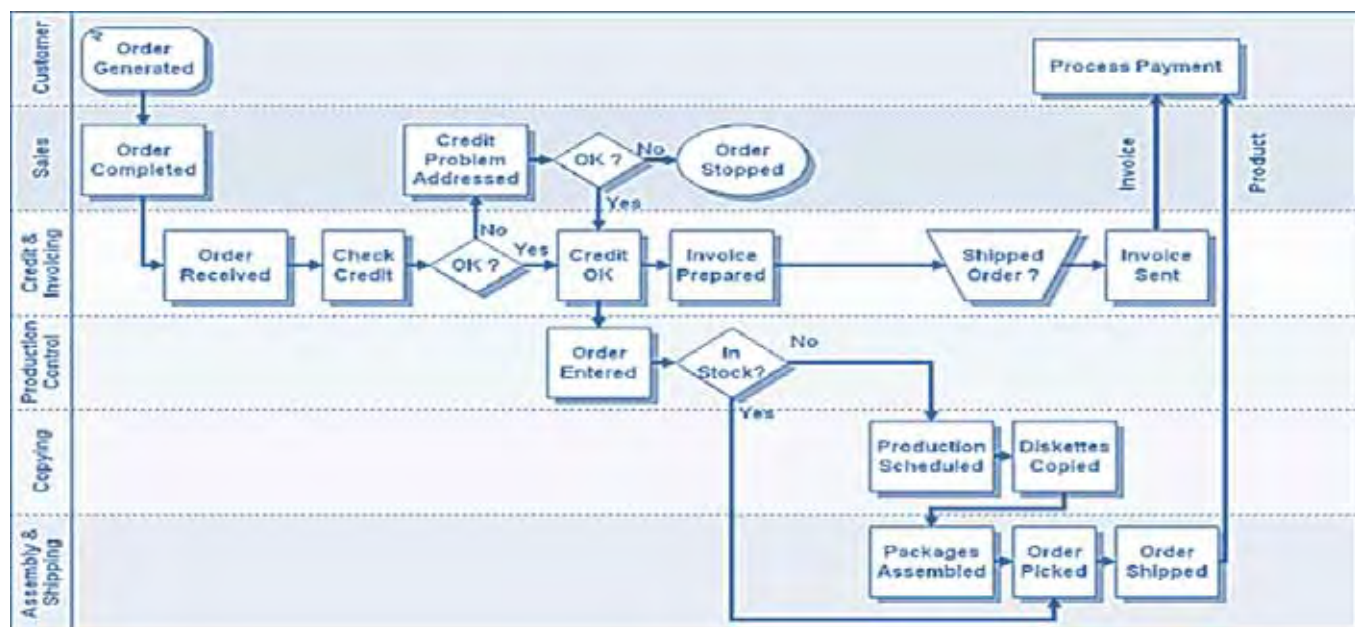 Customer
Order
Generated
Process Payment
Sales
Order
Completed
Credit
Problem
Addressed
OK ?
No
Order
Stopped
Yes
Invoice
Product
Credit &
Invoicing
Order
Received
Check
Credit
No
OK ?
Yes
Credit
OK
Invoice
Prepared
Shipped
Order ?
Invoice
Sent
Production
Control
Order
Entered
In
Stock?
No
Yes
Copying
Production
Scheduled
Diskettes
Copied
Assembly &
Shipping
Packages
Assembled
Order
Picked
Order
Shipped